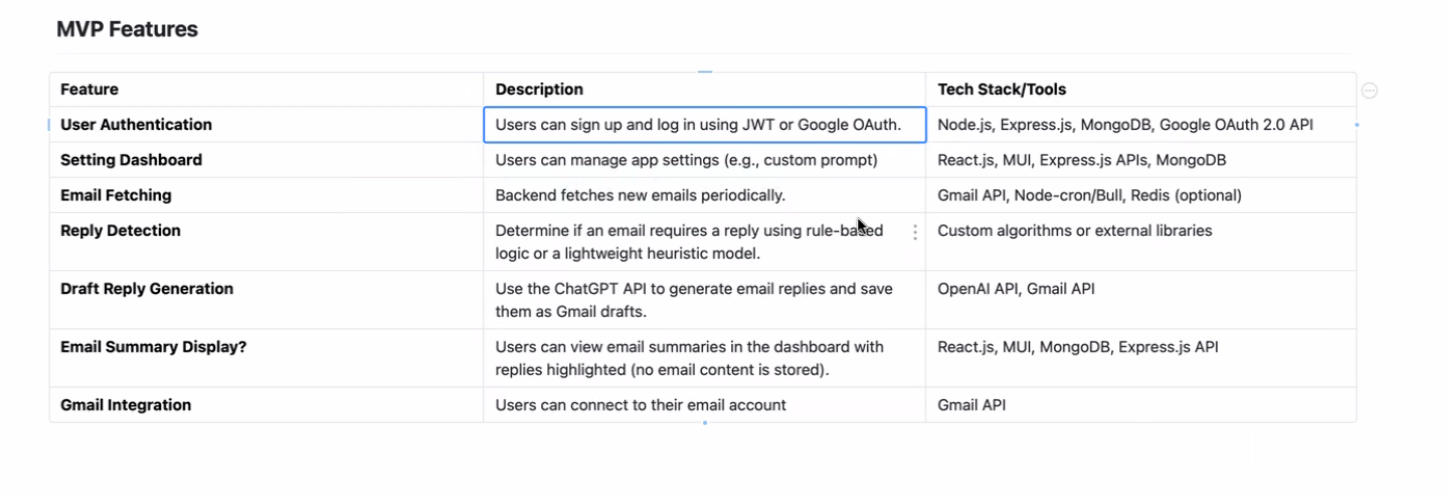 MVP Features
Feature Description Tech Stack/Tools
User Authentication Users can sign up and log in using JWT or Google OAuth. Node.js, Express.js, MongoDB, Google OAuth 2.0 API
Setting Dashboard Users can manage app settings (e.g., custom prompt) React.js, MUI, Express.js APIs, MongoDB
Email Fetching Backend fetches new emails periodically. Gmail API, Node-cron/Bull, Redis (optional)
Reply Detection Determine if an email requires a reply using rule-based Custom algorithms or external libraries
logic or a lightweight heuristic model.
Draft Reply Generation Use the ChatGPT API to generate email replies and save OpenAI API, Gmail API
them as Gmail drafts.
Email Summary Display? Users can view email summaries in the dashboard with React.js, MUI, MongoDB, Express.js API
replies highlighted (no email content is stored).
Gmail Integration Users can connect to their email account Gmail API